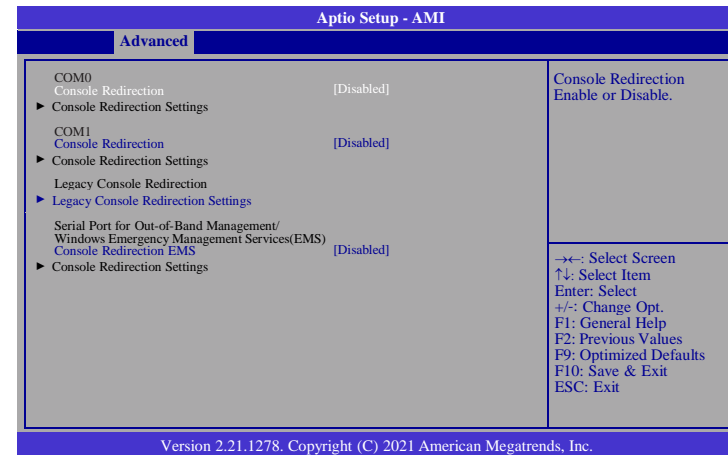 Aptio Setup - AMI
Advanced
COM0
Console Redirection [Disabled]
► Console Redirection Settings
COM1
Console Redirection [Disabled]
► Console Redirection Settings
Legacy Console Redirection
► Legacy Console Redirection Settings
Serial Port for Out-of-Band Management/
Windows Emergency Management Services(EMS)
Console Redirection EMS [Disabled]
► Console Redirection Settings
Console Redirection
Enable or Disable.
→←: Select Screen
↑↓: Select Item
Enter: Select
+/-: Change Opt.
F1: General Help
F2: Previous Values
F9: Optimized Defaults
F10: Save & Exit
ESC: Exit
Version 2.21.1278. Copyright (C) 2021 American Megatrends, Inc.